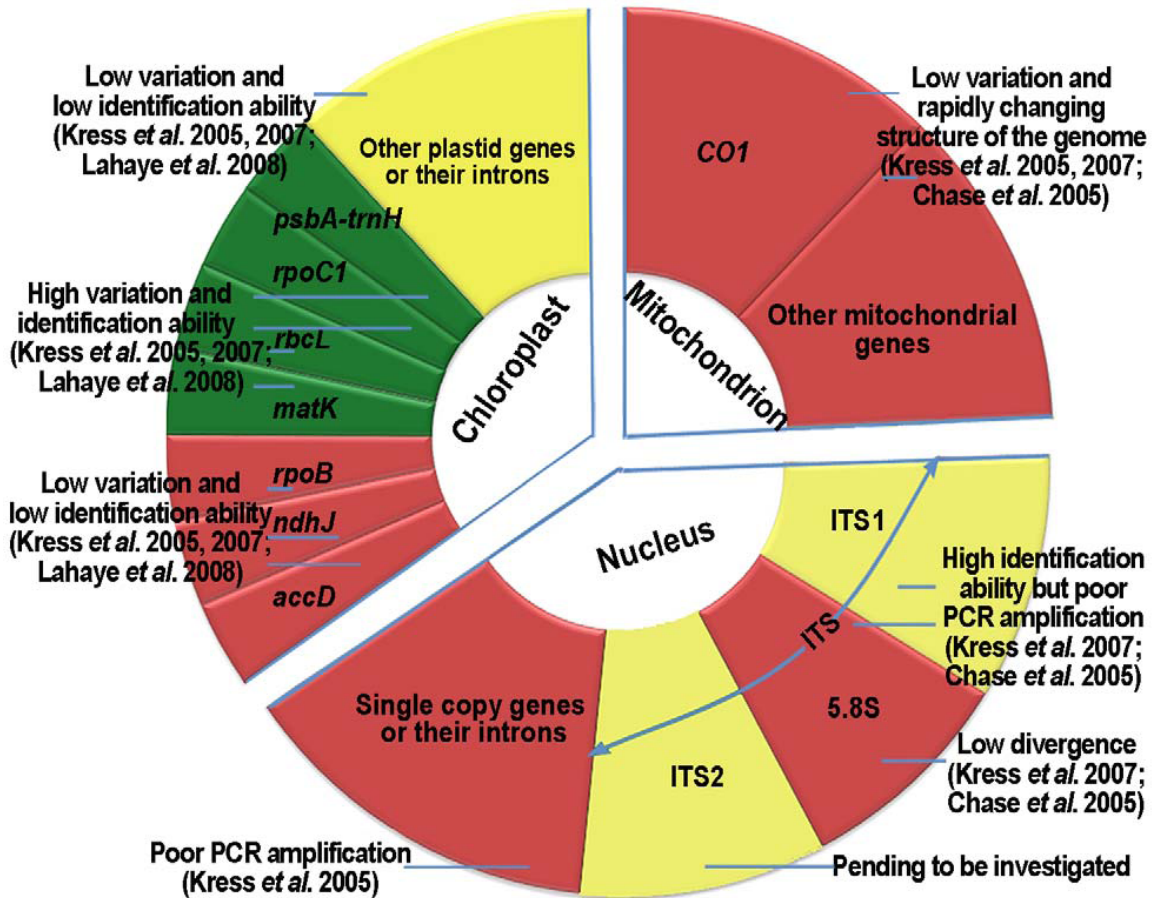 Low variation and
low identification ability
(Kress et al. 2005, 2007;
Lahaye et al. 2008)
Other plastid genes
or their introns
CO1
Low variation and
rapidly changing
structure of the genome
(Kress et al. 2005, 2007;
Chase et al. 2005)
psbA-trnH
rpoC1
High variation and
identification ability
(Kress et al. 2005, 2007;
Lahaye et al. 2008)
rbcL
matK
Chloroplast
Mitochondrion
Other mitochondrial
genes
rpoB
Low variation and
low identification ability
(Kress et al. 2005, 2007;
Lahaye et al. 2008)
ndhJ
accD
Nucleus
ITS1
High identification
ability but poor
PCR amplification
(Kress et al. 2007;
Chase et al. 2005)
ITS
Single copy genes
or their introns
5.8S
Low divergence
(Kress et al. 2007;
Chase et al. 2005)
ITS2
Poor PCR amplification
(Kress et al. 2005)
Pending to be investigated